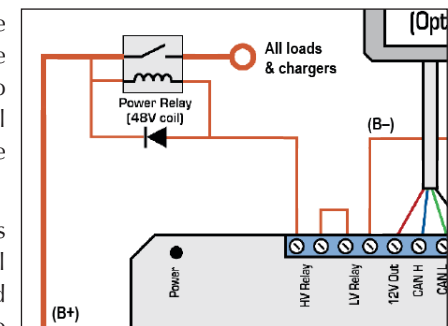 (Opt
All loads
& chargers
Power Relay
(48V coil)
(B–)
Power
HV Relay
LV Relay
12V Out
CAN H
CAN L
(B+)